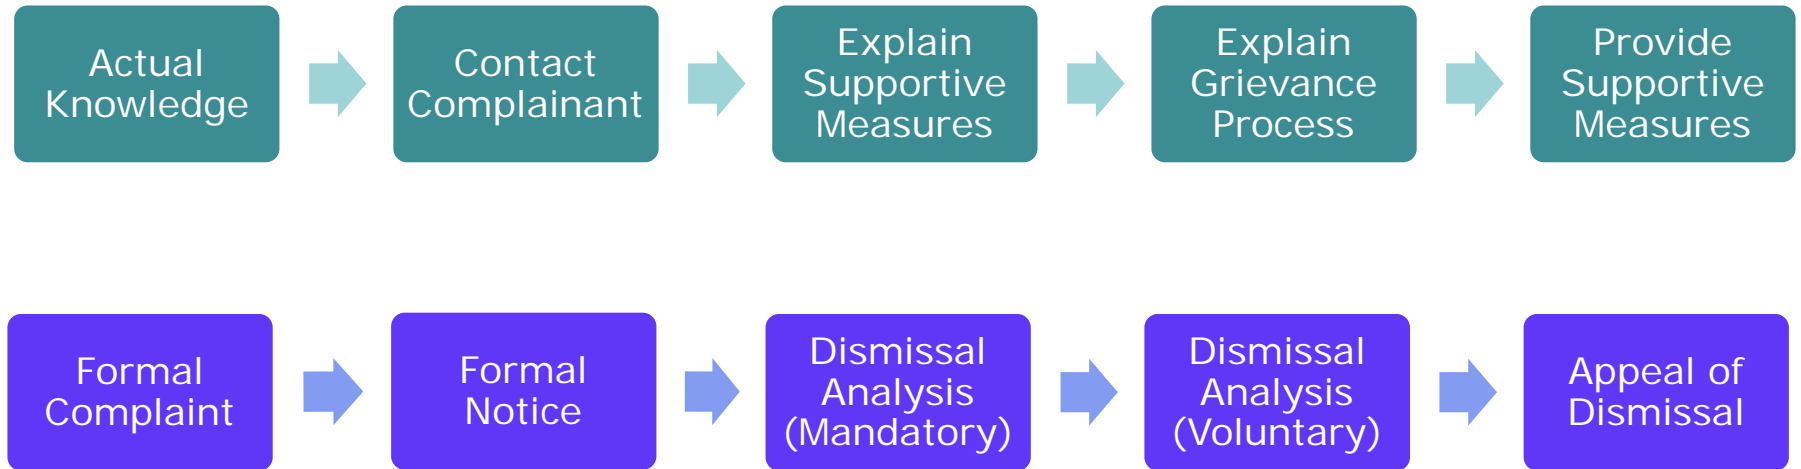 Actual
Knowledge
Contact
Complainant
Explain
Supportive
Measures
Explain
Grievance
Process
Provide
Supportive
Measures
Formal
Complaint
Formal
Notice
Dismissal
Analysis
(Mandatory)
Dismissal
Analysis
(Voluntary)
Appeal of
Dismissal